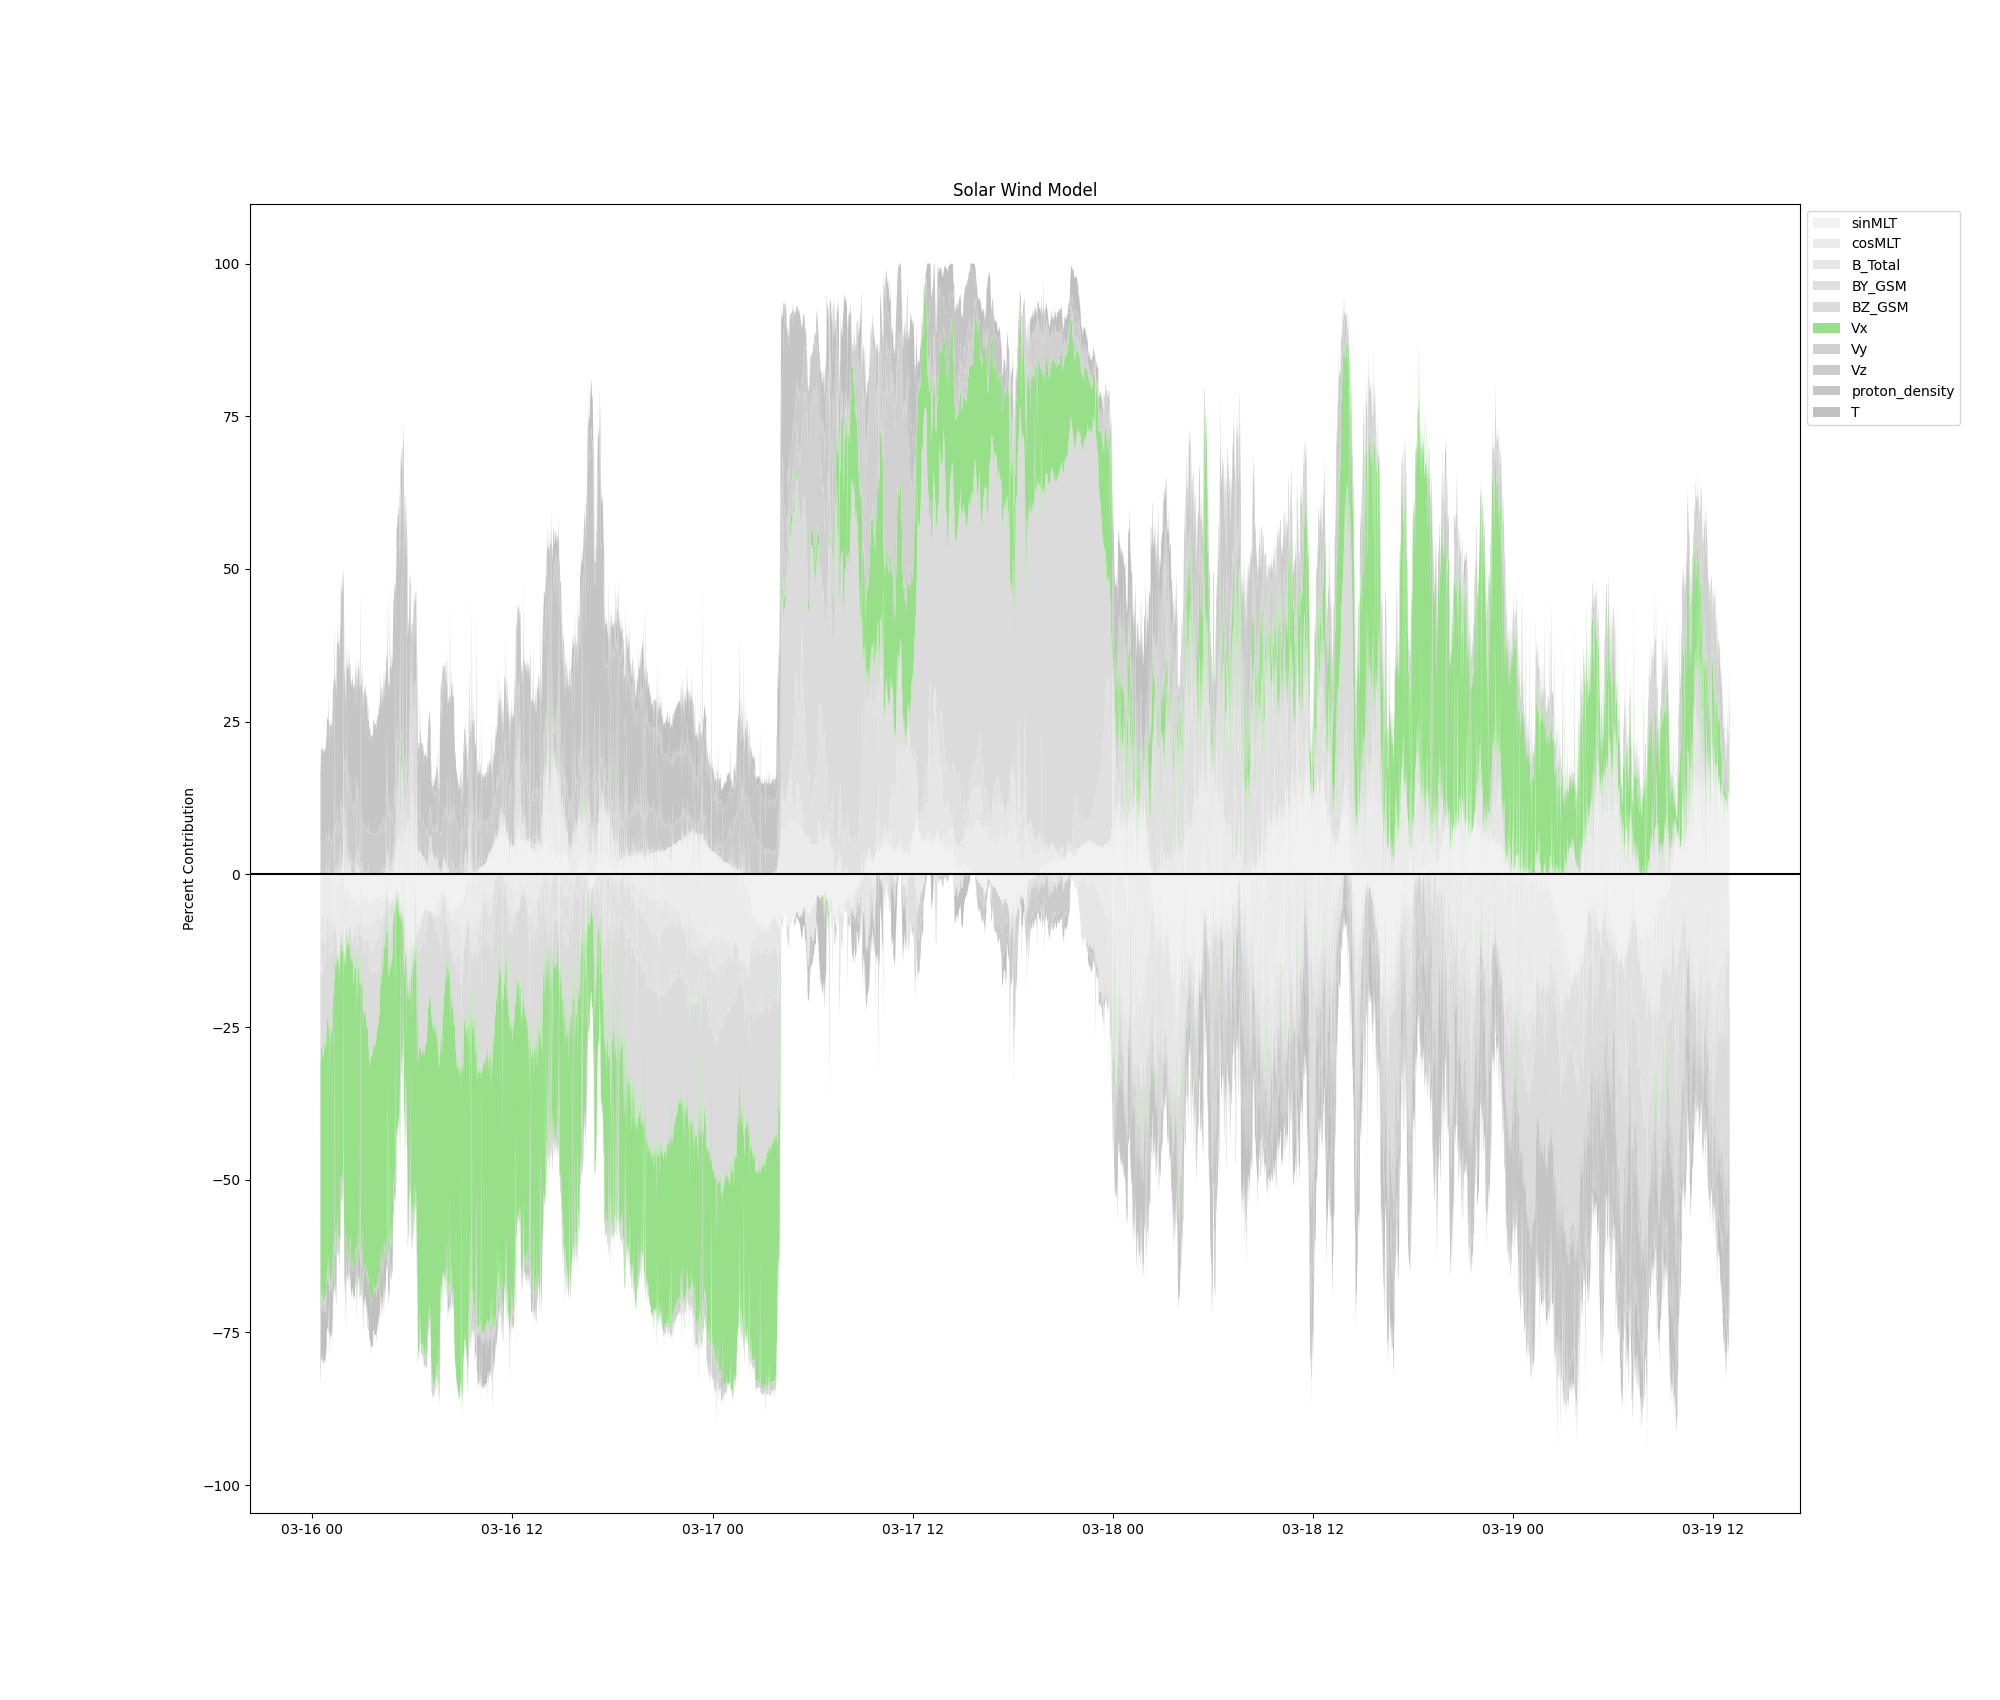 Solar Wind Model
sinMLT
cosMLT
B_Total
BY_GSM
BZ_GSM
Vx
Vy
Vz
proton_density
T
Percent Contribution
100
75
50
25
0
−25
−50
−75
−100
03-16 00
03-16 12
03-17 00
03-17 12
03-18 00
03-18 12
03-19 00
03-19 12